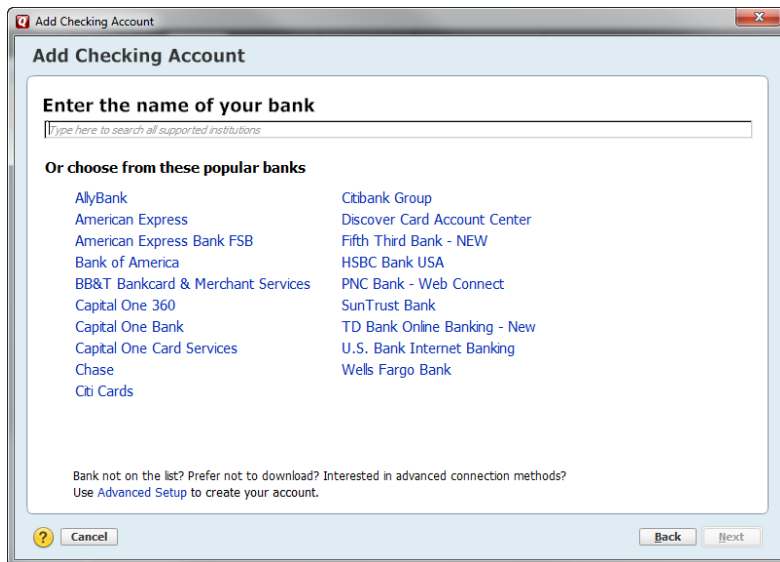 Add Checking Account
Add Checking Account
Enter the name of your bank
Type here to search all supported institutions
Or choose from these popular banks
AllyBank
American Express
American Express Bank FSB
Bank of America
BB&T Bankcard & Merchant Services
Capital One 360
Capital One Bank
Capital One Card Services
Chase
Citi Cards
Citibank Group
Discover Card Account Center
Fifth Third Bank - NEW
HSBC Bank USA
PNC Bank - Web Connect
SunTrust Bank
TD Bank Online Banking - New
U.S. Bank Internet Banking
Wells Fargo Bank
Bank not on the list? Prefer not to download? Interested in advanced connection methods?
Use Advanced Setup to create your account.
? Cancel Back Next